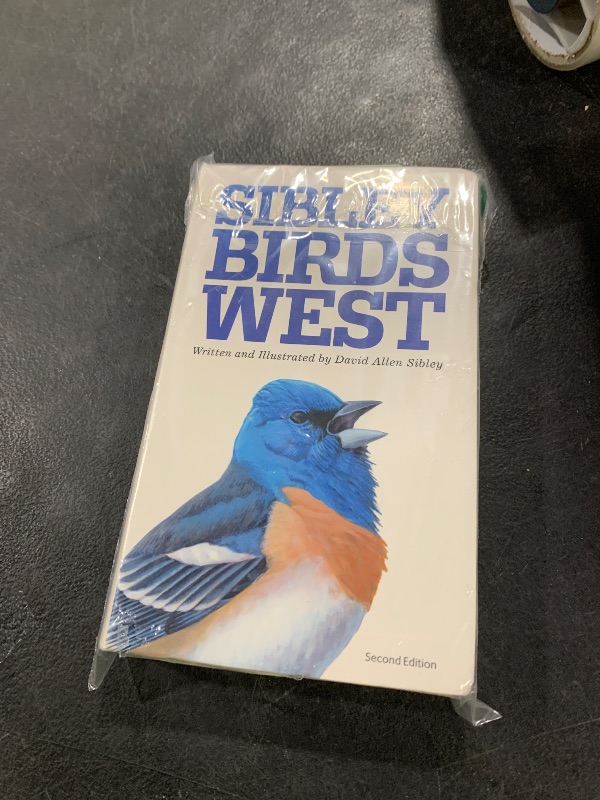 SIBLEY
BIRDS
WEST
Written and Illustrated by David Allen Sibley
Second Edition